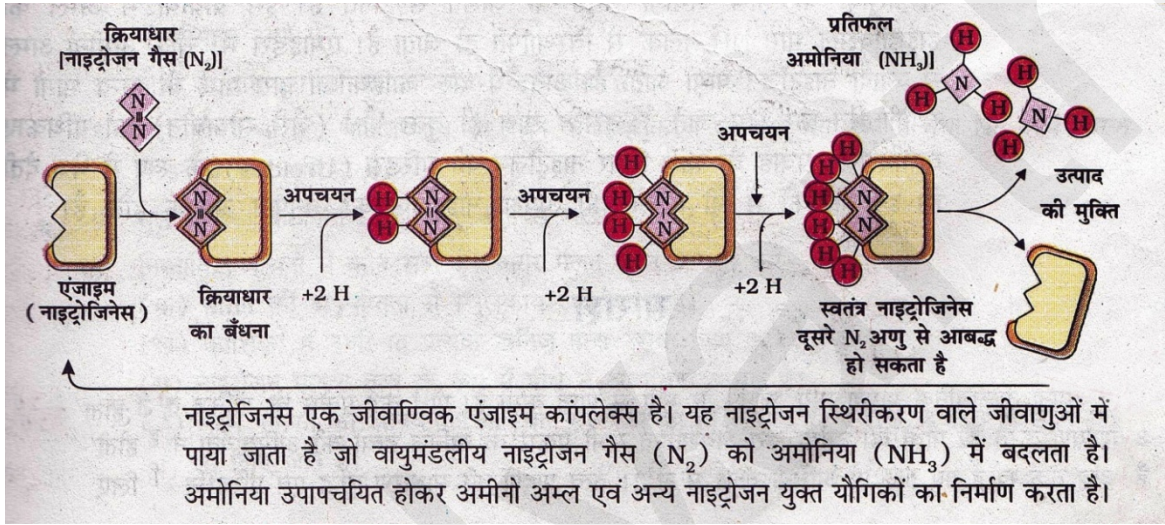 क्रियाधार
[नाइट्रोजन गैस (N₂)]
प्रतिफल
अमोनिया (NH₃)]
H
N
H
H
H
N
H
H
N
N
अपचयन
अपचयन
अपचयन
H
H
N
N
H
H
H
H
N
N
H
H
H
H
H
H
N
N
N
N
उत्पाद
की मुक्ति
एंजाइम
(नाइट्रोजिनेस)
क्रियाधार
का बँधना
+2 H
+2 H
+2 H
स्वतंत्र नाइट्रोजिनेस
दूसरे N₂ अणु से आबद्ध
हो सकता है
नाइट्रोजिनेस एक जीवाण्विक एंजाइम कांपलेक्स है। यह नाइट्रोजन स्थिरीकरण वाले जीवाणुओं में
पाया जाता है जो वायुमंडलीय नाइट्रोजन गैस (N₂) को अमोनिया (NH₃) में बदलता है।
अमोनिया उपापचयित होकर अमीनी अम्ल एवं अन्य नाइट्रोजन युक्त यौगिकों का निर्माण करता है।